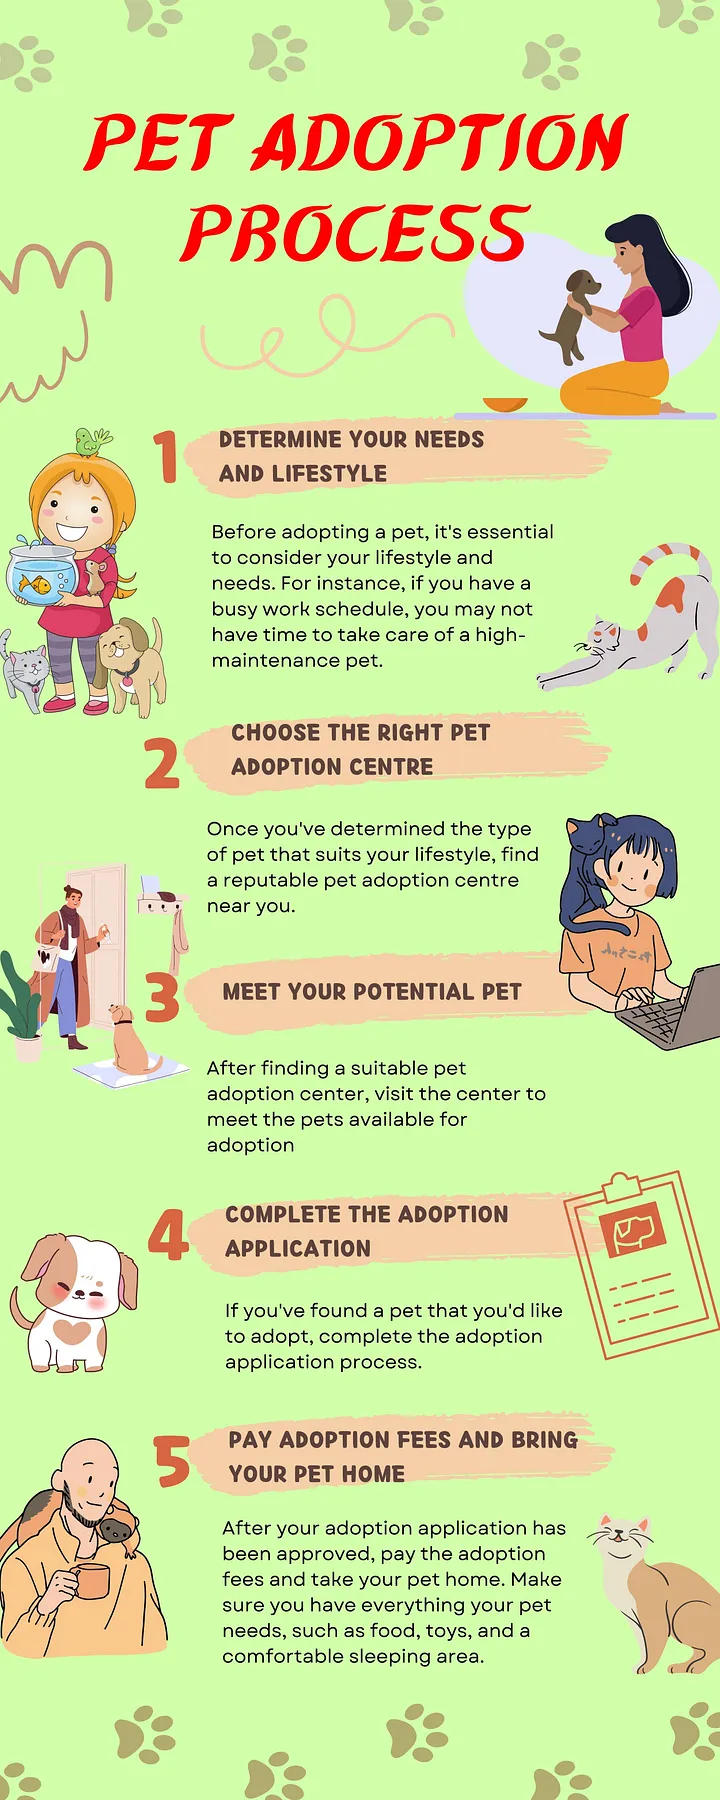 PET ADOPTION
PROCESS
1
DETERMINE YOUR NEEDS
AND LIFESTYLE
Before adopting a pet, it's essential
to consider your lifestyle and
needs. For instance, if you have a
busy work schedule, you may not
have time to take care of a high-
maintenance pet.
2
CHOOSE THE RIGHT PET
ADOPTION CENTRE
Once you've determined the type
of pet that suits your lifestyle, find
a reputable pet adoption centre
near you.
3
MEET YOUR POTENTIAL PET
After finding a suitable pet
adoption center, visit the center to
meet the pets available for
adoption
4
COMPLETE THE ADOPTION
APPLICATION
If you've found a pet that you'd like
to adopt, complete the adoption
application process.
5
PAY ADOPTION FEES AND BRING
YOUR PET HOME
After your adoption application has
been approved, pay the adoption
fees and take your pet home. Make
sure you have everything your pet
needs, such as food, toys, and a
comfortable sleeping area.